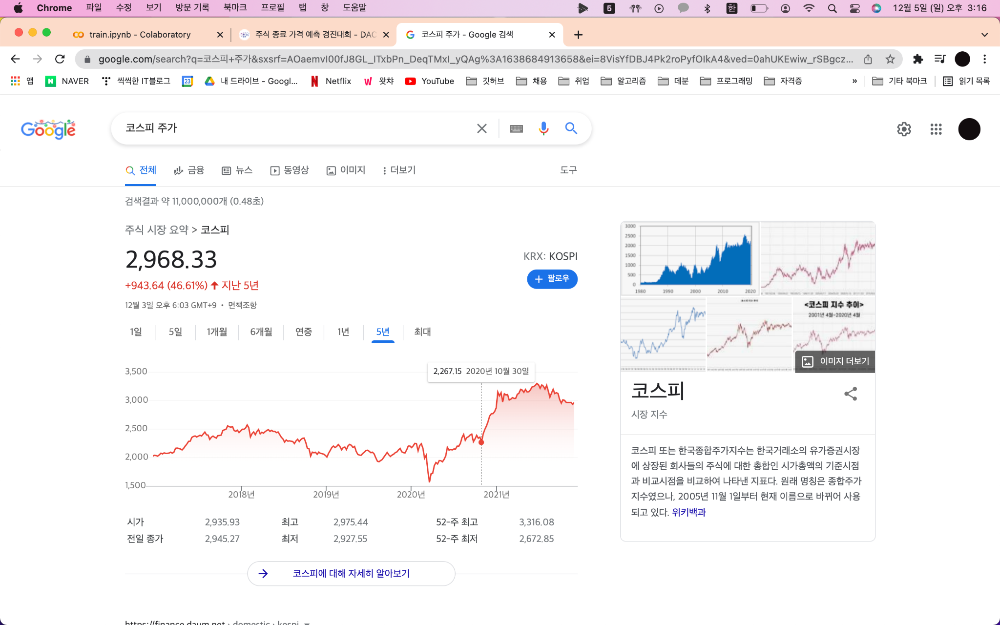 Chrome 파일 수정 보기 방문 기록 북마크 프로필 탭 창 도움말 5 한 12월 5일 (일) 오후 3:16
train.ipynb - Colaboratory 주식 종료 가격 예측 경진대회 - DAC 코스피 주가 - Google 검색
google.com/search?q=코스피+주가&sxsrf=AOaemvI00fJ8GL_ITxbPn_DeqTMxI_yQAg%3A1638684913658&ei=8VisYfDBJ4Pk2roPyfOIkA4&ved=0ahUKEwiw_rSBgcz...
앱 NAVER 씩씩한 IT블로그 23 내 드라이브 - Googl... Netflix 왓챠 YouTube 깃허브 채용 취업 알고리즘 데분 프로그래밍 자격증 » 기타 북마크 읽기 목록
Google 코스피 주가
전체 금융 뉴스 동영상 이미지 더보기 도구
검색결과 약 11,000,000개 (0.48초)
주식 시장 요약 > 코스피
2,968.33
KRX: KOSPI
+943.64 (46.61%) 지난 5년
+ 팔로우
12월 3일 오후 6:03 GMT+9 • 면책조항
1일 5일 1개월 6개월 연중 1년 5년 최대
2,267.15 2020년 10월 30일
3,500
3,000
2,500
2,000
1,500
2018년 2019년 2020년 2021년
시가 2,935.93 최고 2,975.44 52-주 최고 3,316.08
전일 종가 2,945.27 최저 2,927.55 52-주 최저 2,672.85
코스피에 대해 자세히 알아보기
https://finance.daum.net › domestic › kospi
3000
2500
2000
1500
1000
500
0
1980 1990 2000 2010 2020
<코스피 지수 추이>
2001년 4월~2020년 4월
이미지 더보기
코스피
시장 지수
코스피 또는 한국종합주가지수는 한국거래소의 유가증권시장
에 상장된 회사들의 주식에 대한 총합인 시가총액의 기준시점
과 비교시점을 비교하여 나타낸 지표다. 원래 명칭은 종합주가
지수였으나, 2005년 11월 1일부터 현재 이름으로 바뀌어 사용
되고 있다. 위키백과